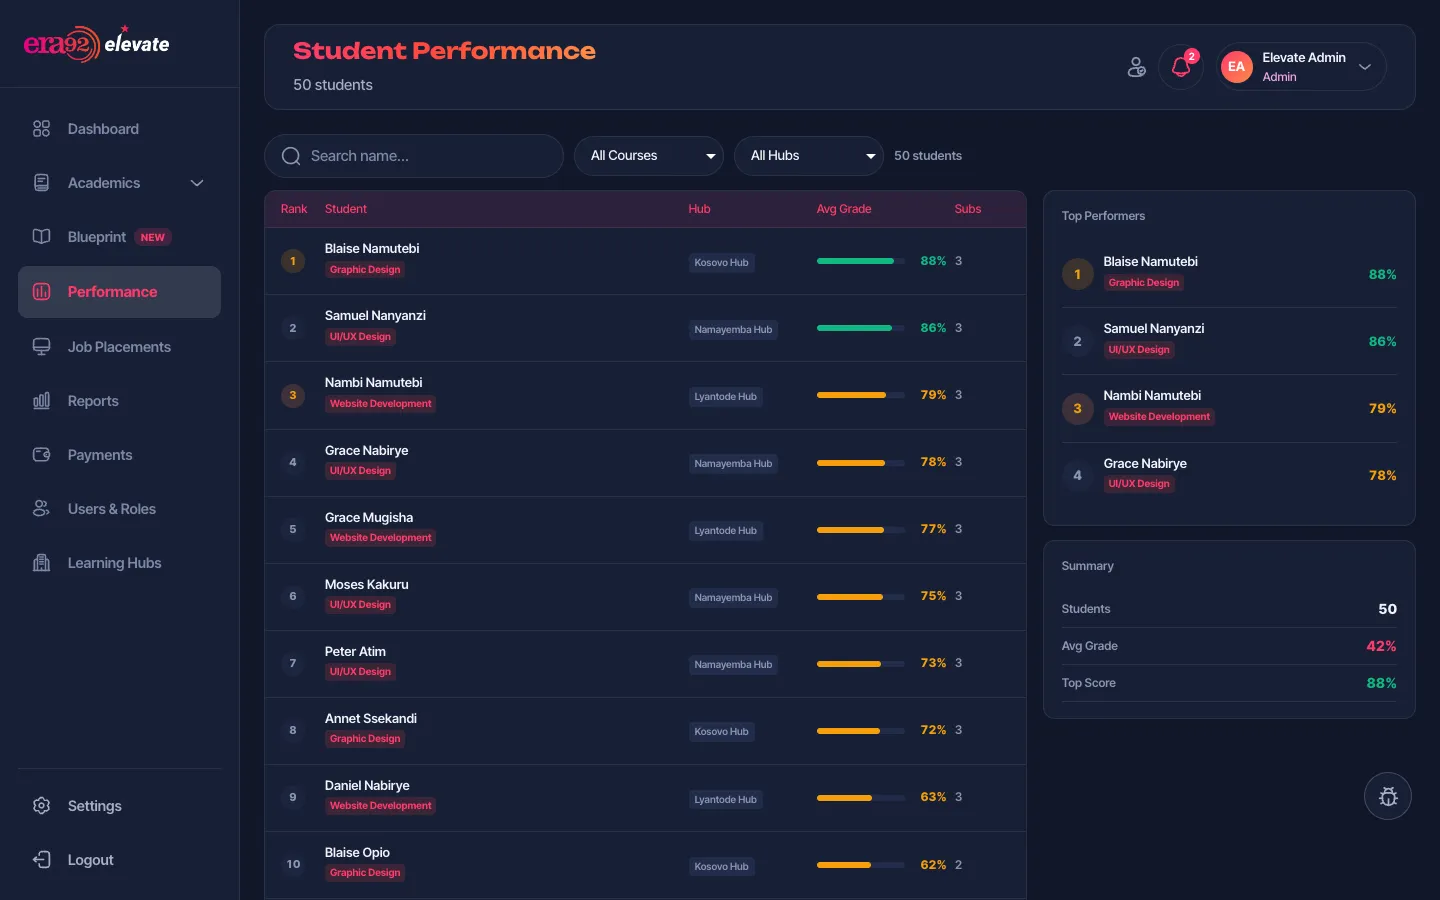 era92 elevate
Dashboard
Academics
Blueprint NEW
Performance
Job Placements
Reports
Payments
Users & Roles
Learning Hubs
Settings
Logout
Student Performance
50 students
2
EA
Elevate Admin
Admin
Search name...
All Courses
All Hubs
50 students
Rank Student Hub Avg Grade Subs
1 Blaise Namutebi Kosovo Hub 88% 3
Graphic Design
2 Samuel Nanyanzi Namayemba Hub 86% 3
UI/UX Design
3 Nambi Namutebi Lyantode Hub 79% 3
Website Development
4 Grace Nabirye Namayemba Hub 78% 3
UI/UX Design
5 Grace Mugisha Lyantode Hub 77% 3
Website Development
6 Moses Kakuru Namayemba Hub 75% 3
UI/UX Design
7 Peter Atim Namayemba Hub 73% 3
UI/UX Design
8 Annet Ssekandi Kosovo Hub 72% 3
Graphic Design
9 Daniel Nabirye Lyantode Hub 63% 3
Website Development
10 Blaise Opio Kosovo Hub 62% 2
Graphic Design
Top Performers
1 Blaise Namutebi 88%
Graphic Design
2 Samuel Nanyanzi 86%
UI/UX Design
3 Nambi Namutebi 79%
Website Development
4 Grace Nabirye 78%
UI/UX Design
Summary
Students 50
Avg Grade 42%
Top Score 88%